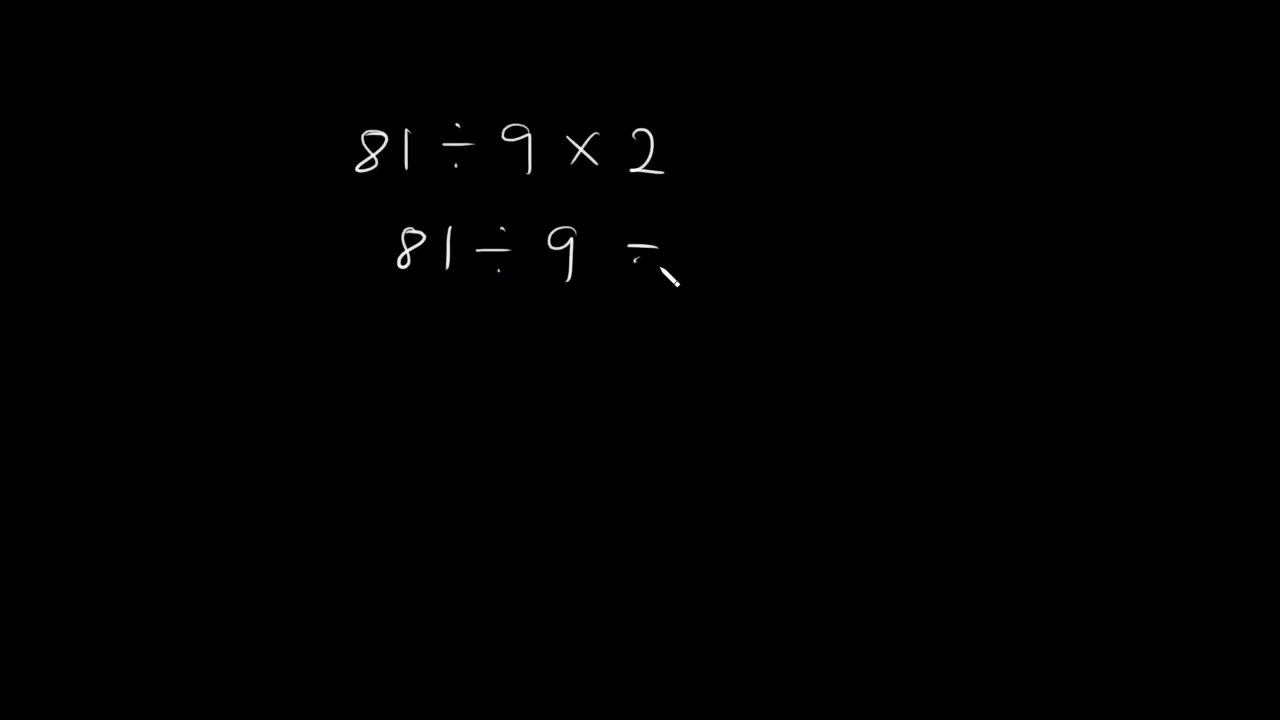 81 ÷ 9 × 2
81 ÷ 9 =